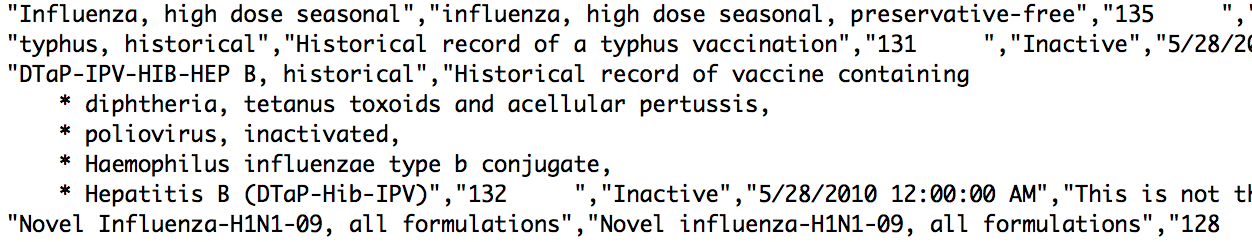 "Influenza, high dose seasonal","influenza, high dose seasonal, preservative-free","135      ","
"typhus, historical","Historical record of a typhus vaccination","131      ","Inactive","5/28/20
"DTaP-IPV-HIB-HEP B, historical","Historical record of vaccine containing
    * diphtheria, tetanus toxoids and acellular pertussis,
    * poliovirus, inactivated,
    * Haemophilus influenzae type b conjugate,
    * Hepatitis B (DTaP-Hib-IPV)","132      ","Inactive","5/28/2010 12:00:00 AM","This is not th
"Novel Influenza-H1N1-09, all formulations","Novel influenza-H1N1-09, all formulations","128